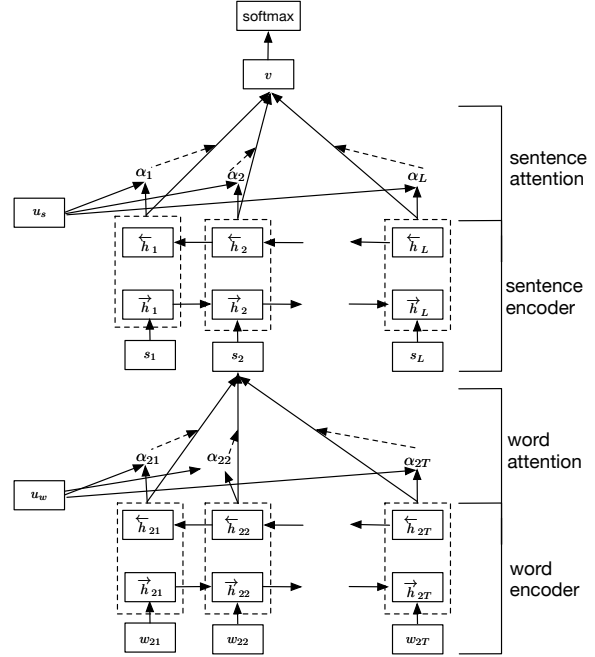 softmax
v
α1 α2 αL
sentence
attention
us
←h1 ←h2 ←hL
sentence
encoder
→h1 →h2 →hL
s1 s2 sL
word
attention
α21 α22 α2T
uw
←h21 ←h22 ←h2T
word
encoder
→h21 →h22 →h2T
w21 w22 w2T